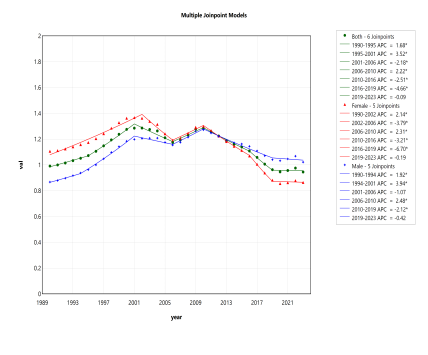 Multiple Joinpoint Models
val
2
1.8
1.6
1.4
1.2
1
0.8
0.6
0.4
0.2
0
1989
1993
1997
2001
2005
2009
2013
2017
2021
year
Both - 6 Joinpoints
1990-1995 APC = 1.68*
1995-2001 APC = 3.52*
2001-2006 APC = -2.18*
2006-2010 APC = 2.22*
2010-2016 APC = -2.51*
2016-2019 APC = -4.66*
2019-2023 APC = -0.09
Female - 5 Joinpoints
1990-2002 APC = 2.14*
2002-2006 APC = -3.79*
2006-2010 APC = 2.31*
2010-2016 APC = -3.21*
2016-2019 APC = -6.70*
2019-2023 APC = -0.19
Male - 5 Joinpoints
1990-1994 APC = 1.92*
1994-2001 APC = 3.94*
2001-2006 APC = -1.07
2006-2010 APC = 2.48*
2010-2019 APC = -2.12*
2019-2023 APC = -0.42